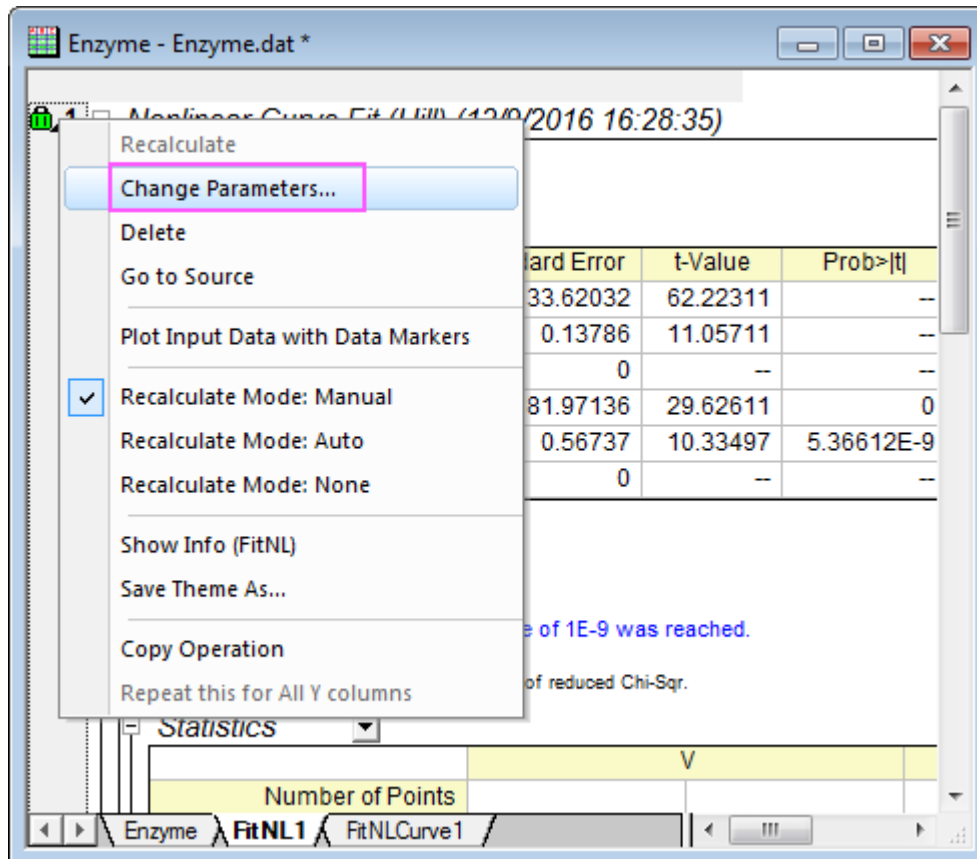 Enzyme - Enzyme.dat *
1 Nonlinear Curve Fit (Hill) (12/9/2016 16:28:35)
Recalculate
Change Parameters...
Delete
Go to Source
Plot Input Data with Data Markers
Recalculate Mode: Manual
Recalculate Mode: Auto
Recalculate Mode: None
Show Info (FitNL)
Save Theme As...
Copy Operation
Repeat this for All Y columns
Error t-Value Prob>|t|
33.62032 62.22311 --
0.13786 11.05711 --
0 -- --
81.97136 29.62611 0
0.56737 10.33497 5.36612E-9
0 -- --
of 1E-9 was reached.
of reduced Chi-Sqr.
Statistics
V
Number of Points
Enzyme FitNL1 FitNLCurve1